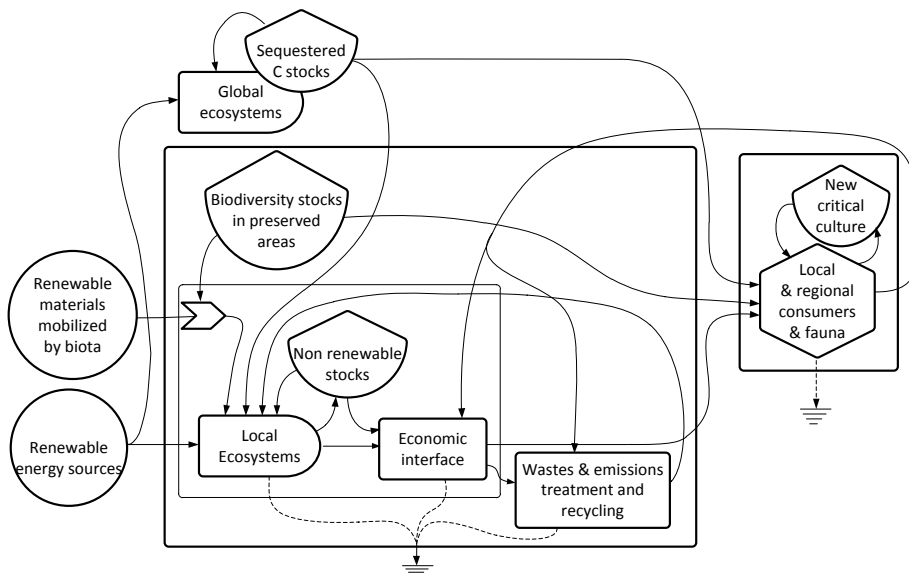 Sequestered
C stocks
Global
ecosystems
Biodiversity stocks
in preserved
areas
New
critical
culture
Renewable
materials
mobilized
by biota
Local
& regional
consumers
& fauna
Non renewable
stocks
Renewable
energy sources
Local
Ecosystems
Economic
interface
Wastes & emissions
treatment and
recycling